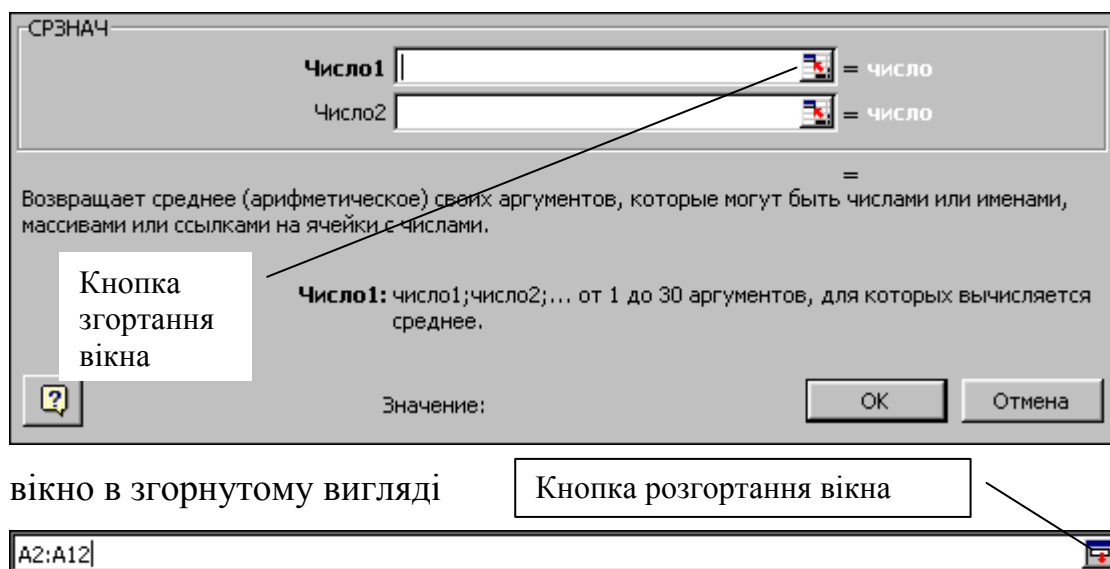 СРЗНАЧ
Число1 = число
Число2 = число
=
Возвращает среднее (арифметическое) своих аргументов, которые могут быть числами или именами,
массивами или ссылками на ячейки с числами.
Кнопка
згортання
вікна
Число1: число1;число2;... от 1 до 30 аргументов, для которых вычисляется
среднее.
Значение:
ОК
Отмена
вікно в згорнутому вигляді
Кнопка розгортання вікна
A2:A12